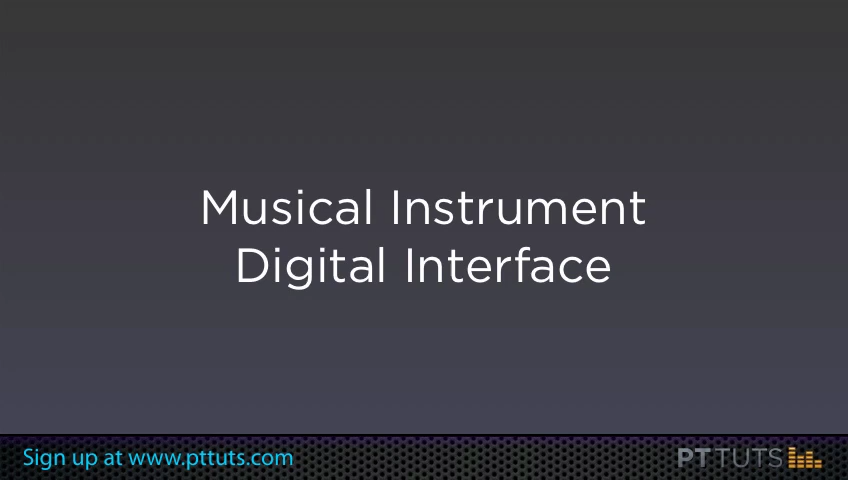 Musical Instrument
Digital Interface
Sign up at www.pttuts.com
PT TUTS